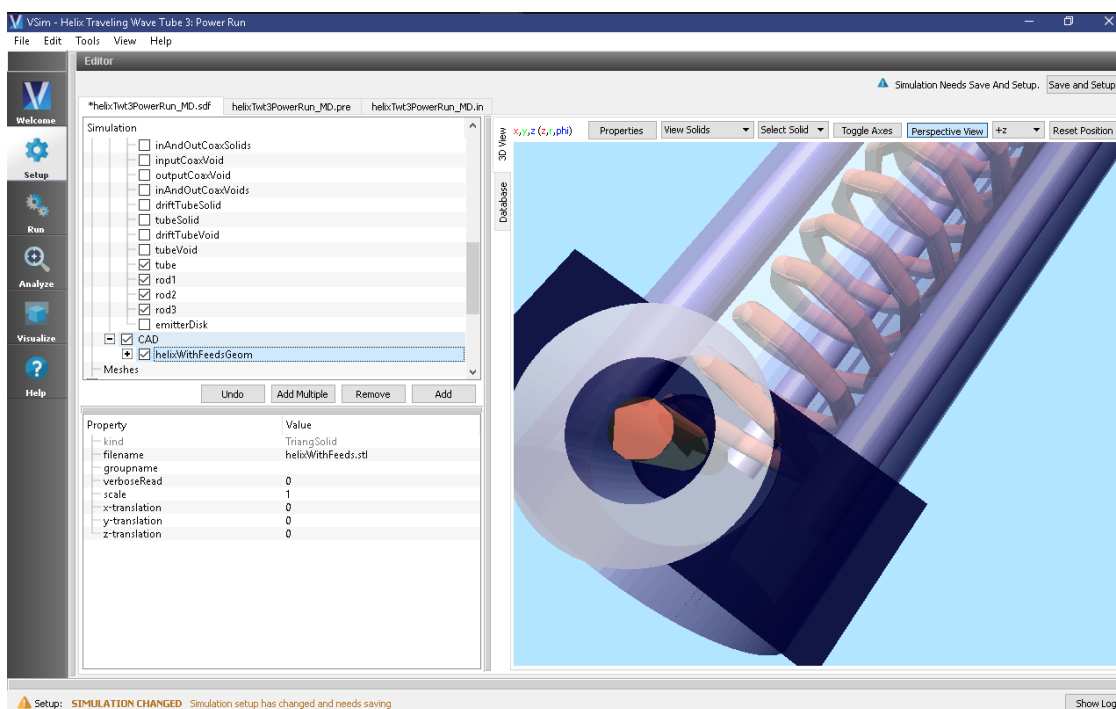 VSim - Helix Traveling Wave Tube 3: Power Run
File Edit Tools View Help
Editor
Simulation Needs Save And Setup. Save and Setup
*helixTwt3PowerRun_MD.sdf helixTwt3PowerRun_MD.pre helixTwt3PowerRun_MD.in
Welcome
Setup
Run
Analyze
Visualize
Help
Simulation
inAndOutCoaxSolids
inputCoaxVoid
outputCoaxVoid
inAndOutCoaxVoids
driftTubeSolid
tubeSolid
driftTubeVoid
tubeVoid
tube
rod1
rod2
rod3
emitterDisk
CAD
helixWithFeedsGeom
Meshes
Undo Add Multiple Remove Add
Property Value
kind TriangSolid
filename helixWithFeeds.stl
groupname
verboseRead 0
scale 1
x-translation 0
y-translation 0
z-translation 0
3D View
Database
x,y,z (z,r,phi) Properties View Solids Select Solid Toggle Axes Perspective View +z Reset Position
Setup: SIMULATION CHANGED Simulation setup has changed and needs saving
Show Log